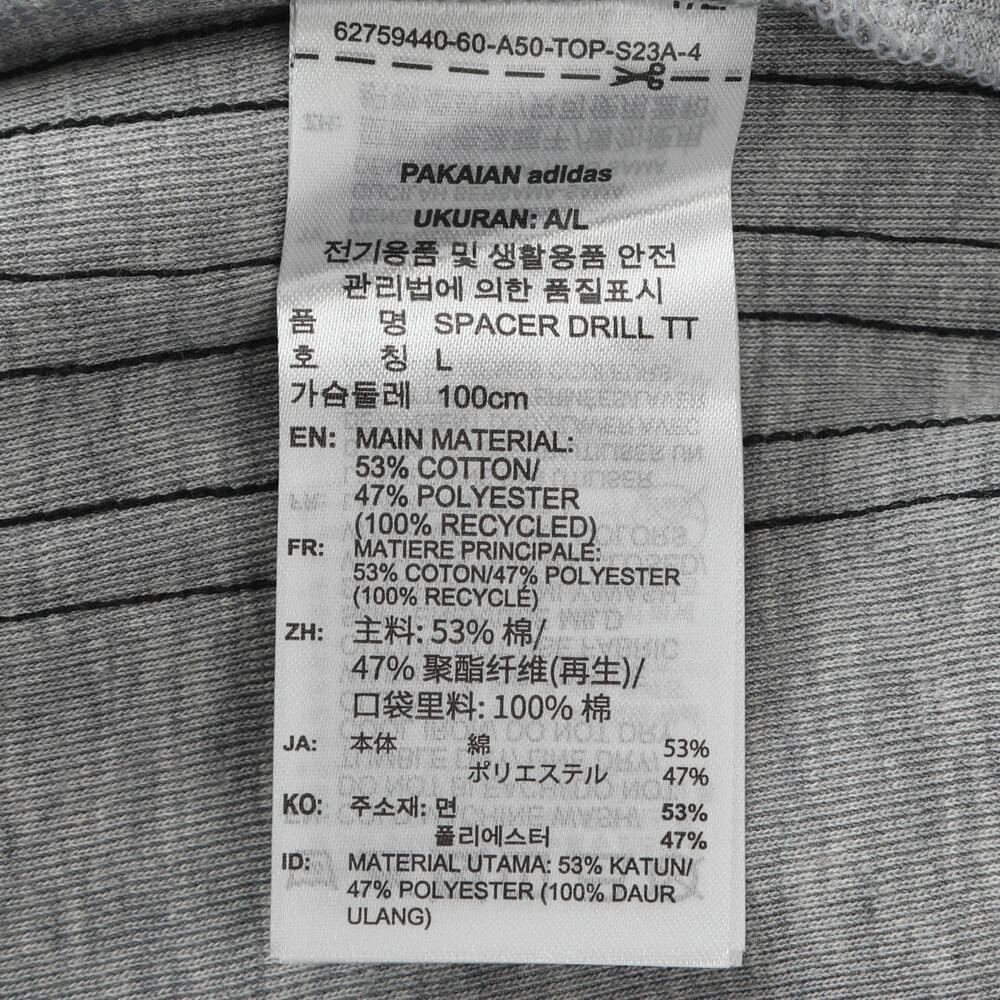 62759440-60-A50-TOP-S23A-4
PAKAIAN adidas
UKURAN: A/L
전기용품 및 생활용품 안전
관리법에 의한 품질표시
품 명 SPACER DRILL TT
호 칭 L
가슴둘레 100cm
EN: MAIN MATERIAL:
53% COTTON/
47% POLYESTER
(100% RECYCLED)
FR: MATIERE PRINCIPALE:
53% COTON/47% POLYESTER
(100% RECYCLÉ)
ZH: 主料: 53% 棉/
47% 聚酯纤维(再生)/
口袋里料: 100% 棉
JA: 本体 綿 53%
ポリエステル 47%
KO: 주소재: 면 53%
폴리에스터 47%
ID: MATERIAL UTAMA: 53% KATUN/
47% POLYESTER (100% DAUR
ULANG)